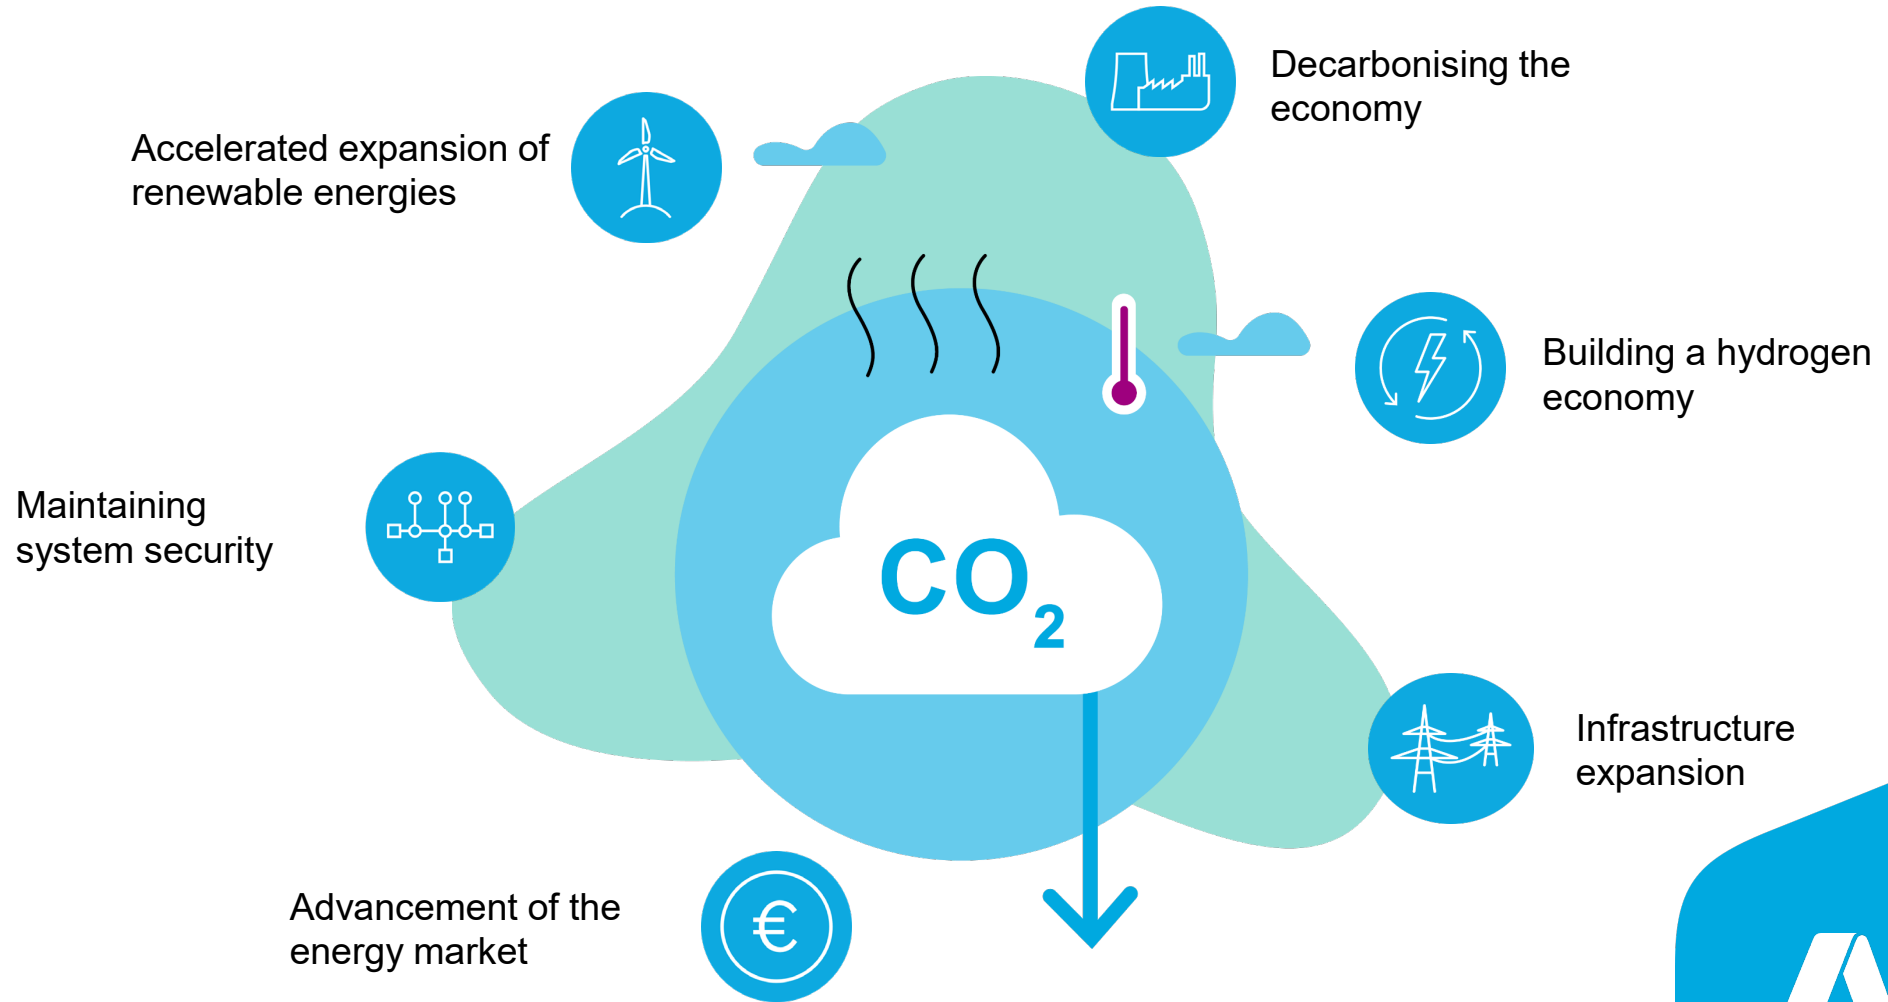 Decarbonising the
economy
Accelerated expansion of
renewable energies
Building a hydrogen
economy
Maintaining
system security
CO₂
Infrastructure
expansion
Advancement of the
energy market
€